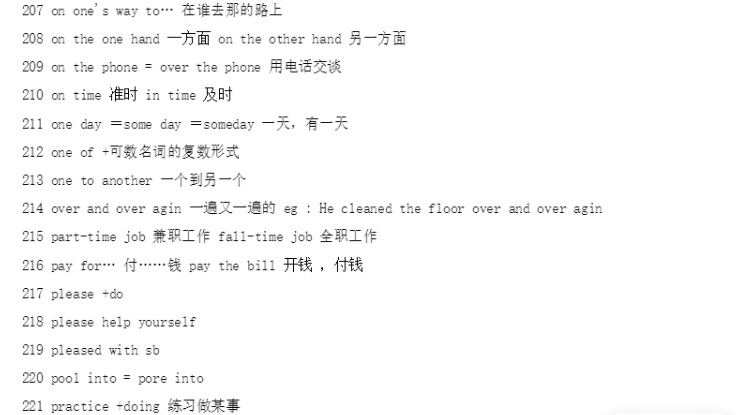 207 on one's way to… 在谁去那的路上
208 on the one hand 一方面 on the other hand 另一方面
209 on the phone = over the phone 用电话交谈
210 on time 准时 in time 及时
211 one day ＝some day ＝someday 一天，有一天
212 one of +可数名词的复数形式
213 one to another 一个到另一个
214 over and over agin 一遍又一遍的 eg : He cleaned the floor over and over agin
215 part-time job 兼职工作 fall-time job 全职工作
216 pay for… 付……钱 pay the bill 开钱 ，付钱
217 please +do
218 please help yourself
219 pleased with sb
220 pool into = pore into
221 practice +doing 练习做某事